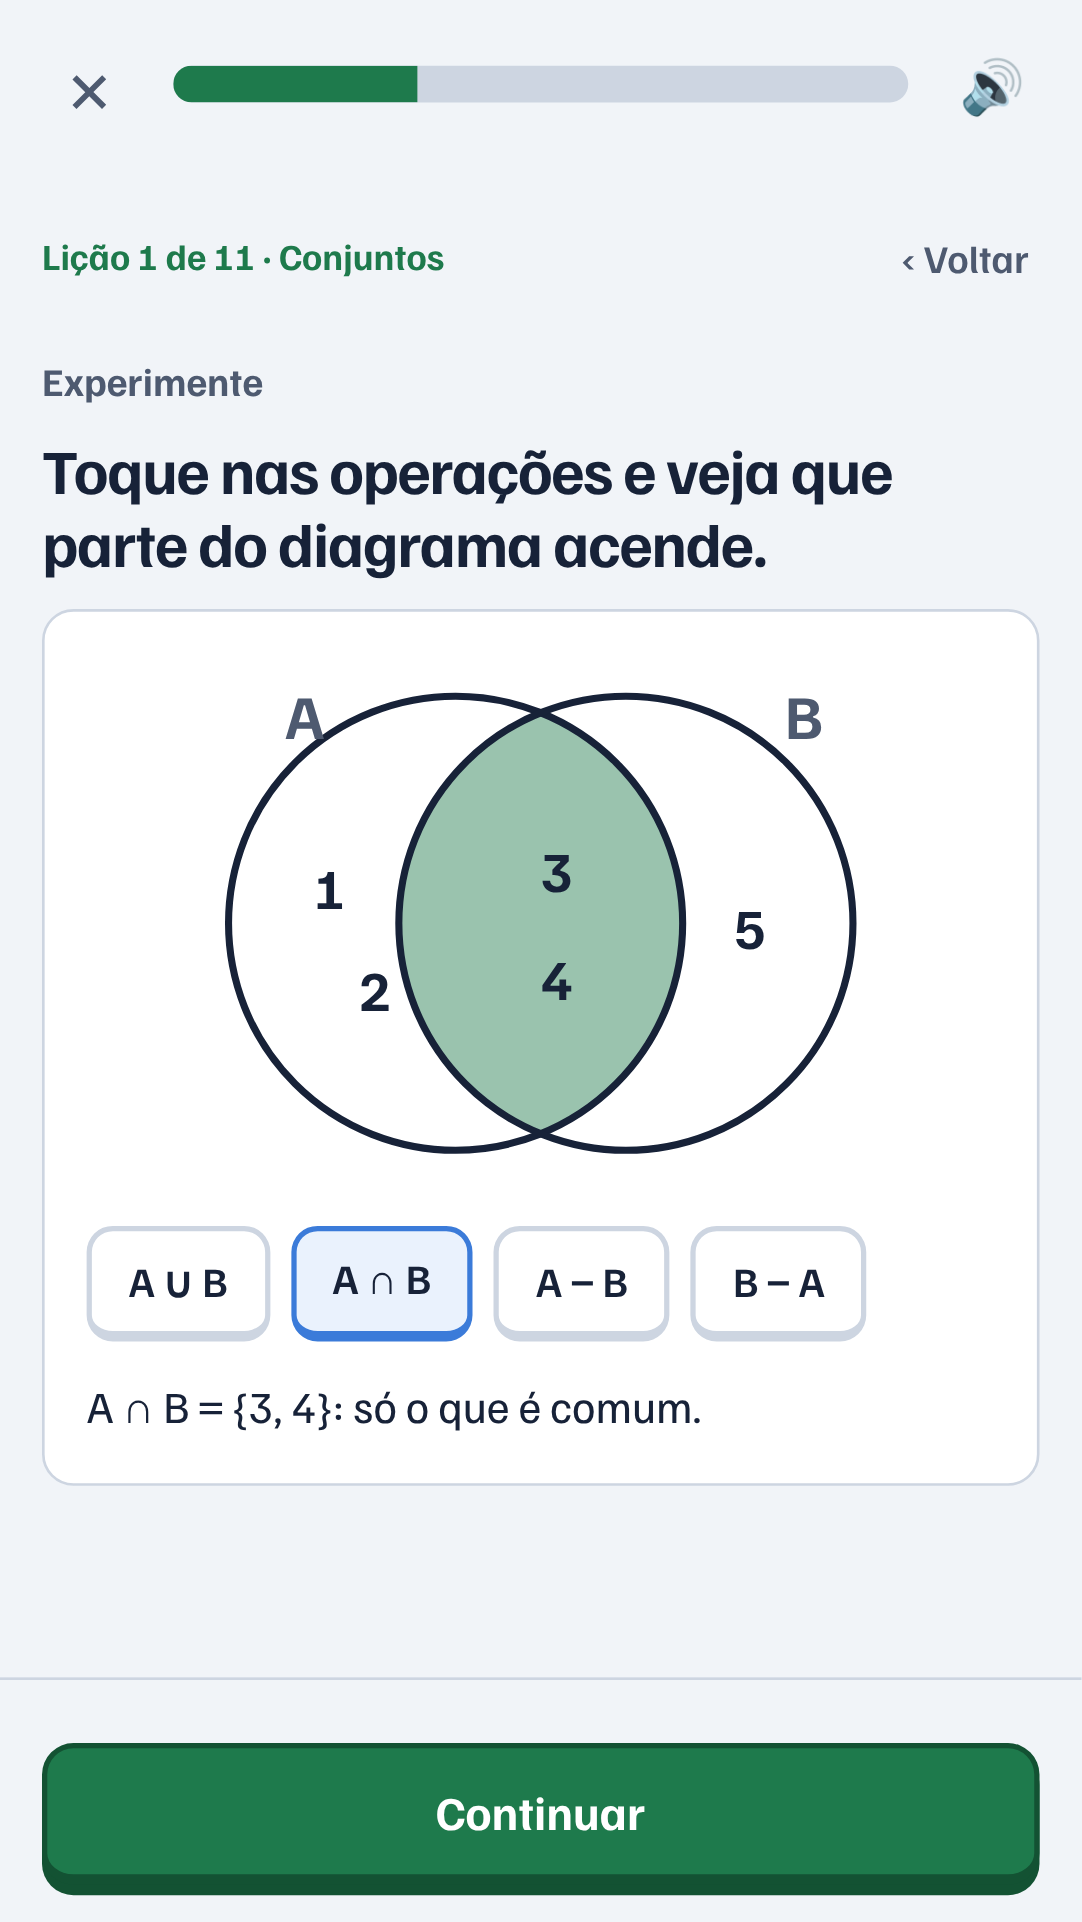 Lição 1 de 11 · Conjuntos
‹ Voltar
Experimente
Toque nas operações e veja que
parte do diagrama acende.
A
B
1
3
5
2
4
A ∪ B
A ∩ B
A – B
B – A
A ∩ B = {3, 4}: só o que é comum.
Continuar